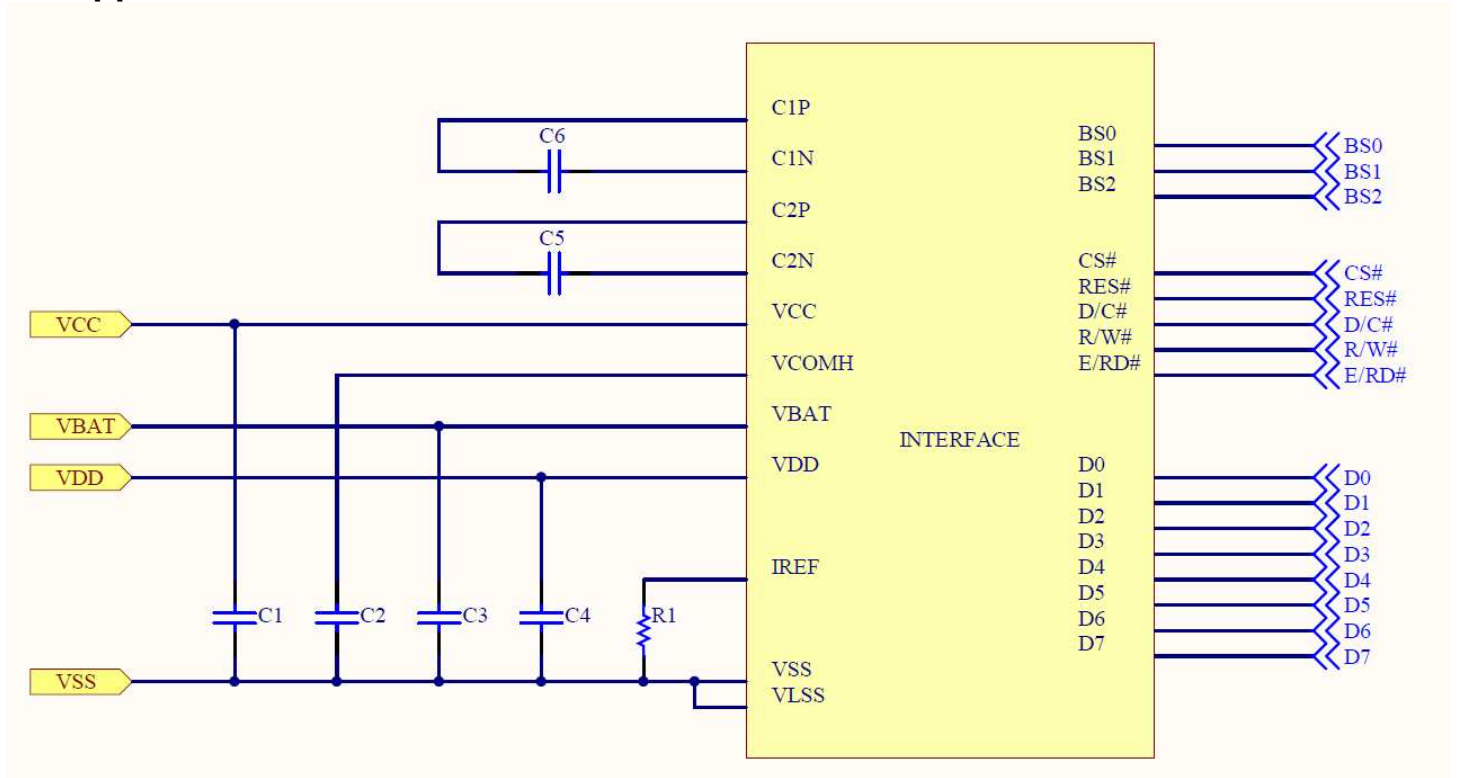 C1P
C6
C1N
C2P
C5
C2N
VCC
VCC
VCOMH
VBAT
VBAT
VDD
VDD
INTERFACE
IREF
C1
C2
C3
C4
R1
VSS
VSS
VLSS
BS0
BS1
BS2
BS0
BS1
BS2
CS#
RES#
D/C#
R/W#
E/RD#
CS#
RES#
D/C#
R/W#
E/RD#
D0
D1
D2
D3
D4
D5
D6
D7
D0
D1
D2
D3
D4
D5
D6
D7